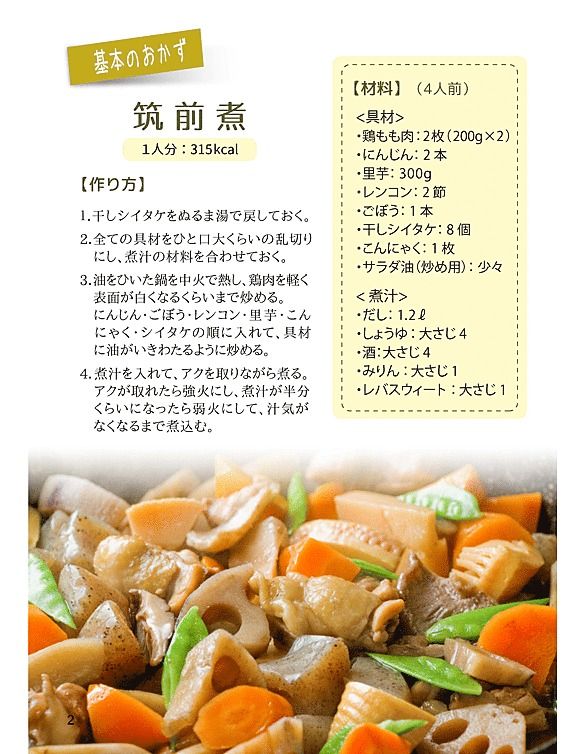 基本のおかず
筑前煮
1人分：315kcal
【作り方】
1.干しシイタケをぬるま湯で戻しておく。
2.全ての具材をひと口大くらいの乱切り
にし、煮汁の材料を合わせておく。
3.油をひいた鍋を中火で熱し、鶏肉を軽く
表面が白くなるくらいまで炒める。
にんじん・ごぼう・レンコン・里芋・こん
にゃく・シイタケの順に入れて、具材
に油がいきわたるように炒める。
4.煮汁を入れて、アクを取りながら煮る。
アクが取れたら強火にし、煮汁が半分
くらいになったら弱火にして、汁気が
なくなるまで煮込む。
【材料】（4人前）
<具材>
・鶏もも肉：2枚（200g×2）
・にんじん：2本
・里芋：300g
・レンコン：2節
・ごぼう：1本
・干しシイタケ：8個
・こんにゃく：1枚
・サラダ油（炒め用）：少々
<煮汁>
・だし：1.2ℓ
・しょうゆ：大さじ4
・酒：大さじ4
・みりん：大さじ1
・レバスウィート：大さじ1
2